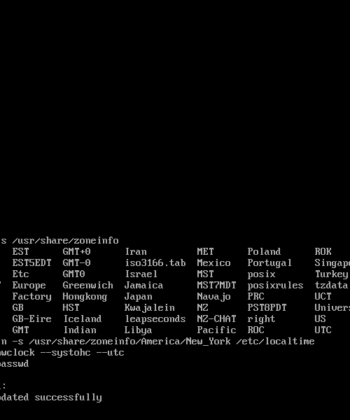 s /usr/share/zoneinfo
EST GMT+0 Iran MET Poland ROK
EST5EDT GMT-0 iso3166.tab Mexico Portugal Singapo
Etc GMT0 Israel MST posix Turkey
Europe Greenwich Jamaica MST7MDT posixrules tzdata
Factory Hongkong Japan Navajo PRC UCT
GB HST Kwajalein NZ PST8PDT Univers
GB-Eire Iceland leapseconds NZ-CHAT right US
GMT Indian Libya Pacific ROC UTC
n -s /usr/share/zoneinfo/America/New_York /etc/localtime
wclock --systohc --utc
passwd
:
dated successfully